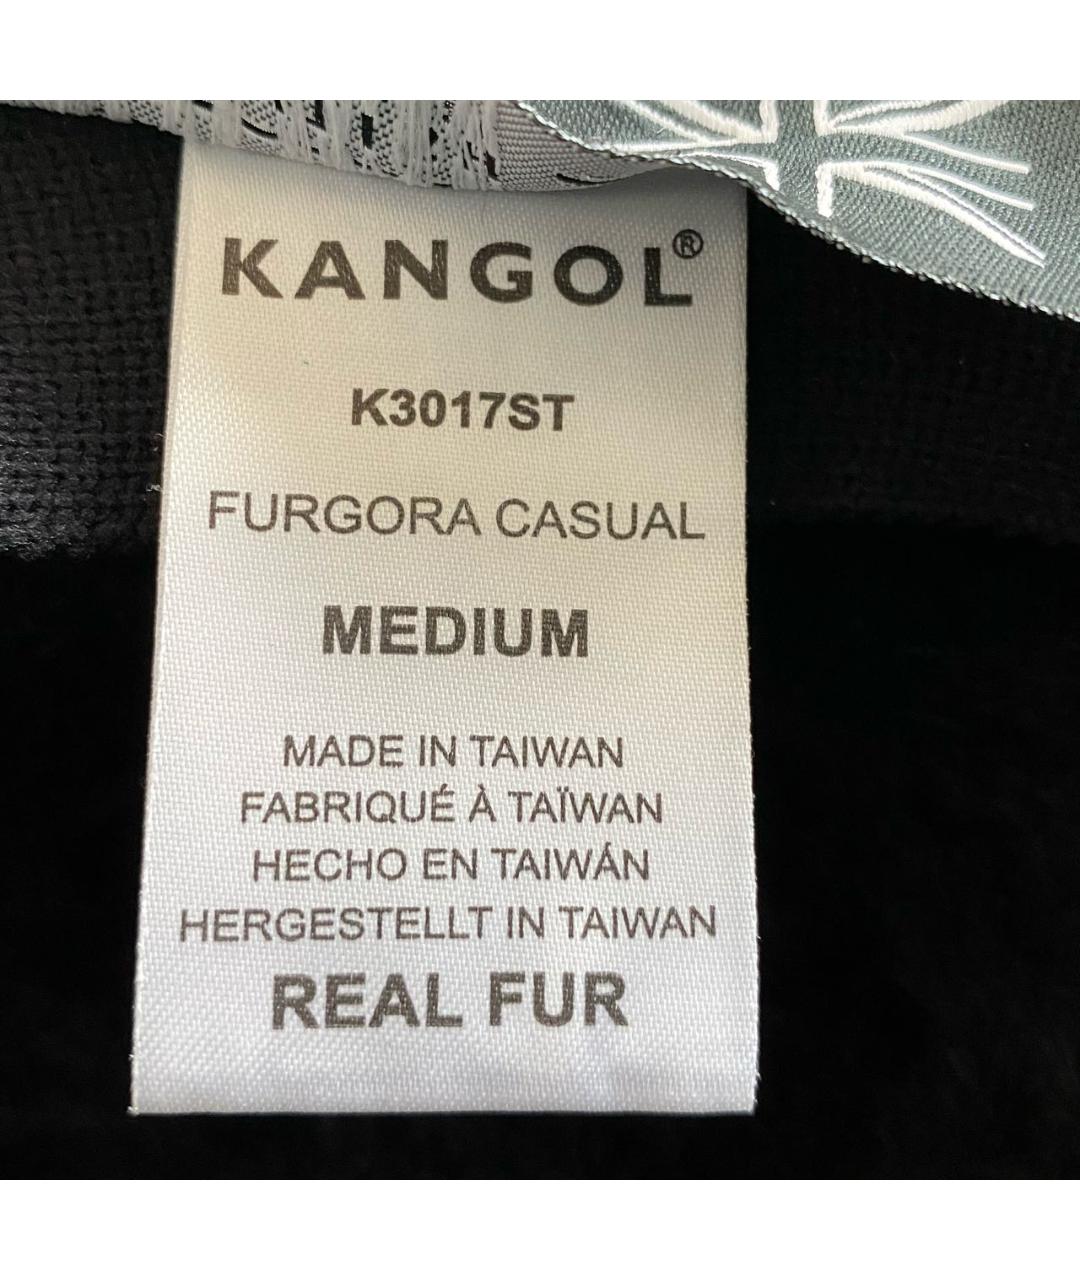 KANGOL®
K3017ST
FURGORA CASUAL
MEDIUM
MADE IN TAIWAN
FABRIQUÉ À TAÏWAN
HECHO EN TAIWÁN
HERGESTELLT IN TAIWAN
REAL FUR